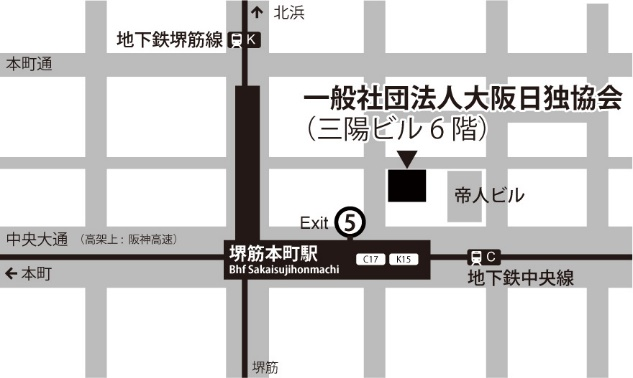 ↑ 北浜
地下鉄堺筋線 K
本町通
一般社団法人大阪日独協会
（三陽ビル６階）
帝人ビル
Exit 5
中央大通（高架上：阪神高速）
堺筋本町駅
Bhf Sakaisujihonmachi
C17 K15
C
←本町
地下鉄中央線
堺筋